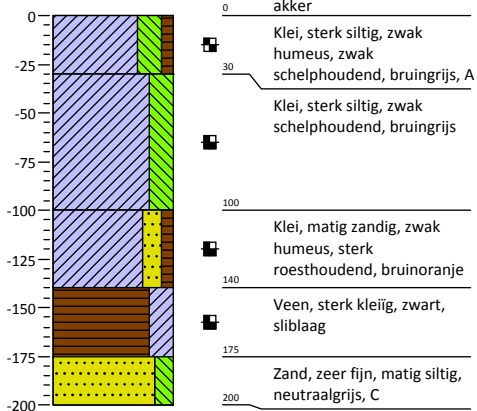 0
-25
-50
-75
-100
-125
-150
-175
-200
0
akker
Klei, sterk siltig, zwak
humeus, zwak
schelphoudend, bruingrijs, A
30
Klei, sterk siltig, zwak
schelphoudend, bruingrijs
100
Klei, matig zandig, zwak
humeus, sterk
roesthoudend, bruinoranje
140
Veen, sterk kleiïg, zwart,
sliblaag
175
Zand, zeer fijn, matig siltig,
neutraalgrijs, C
200